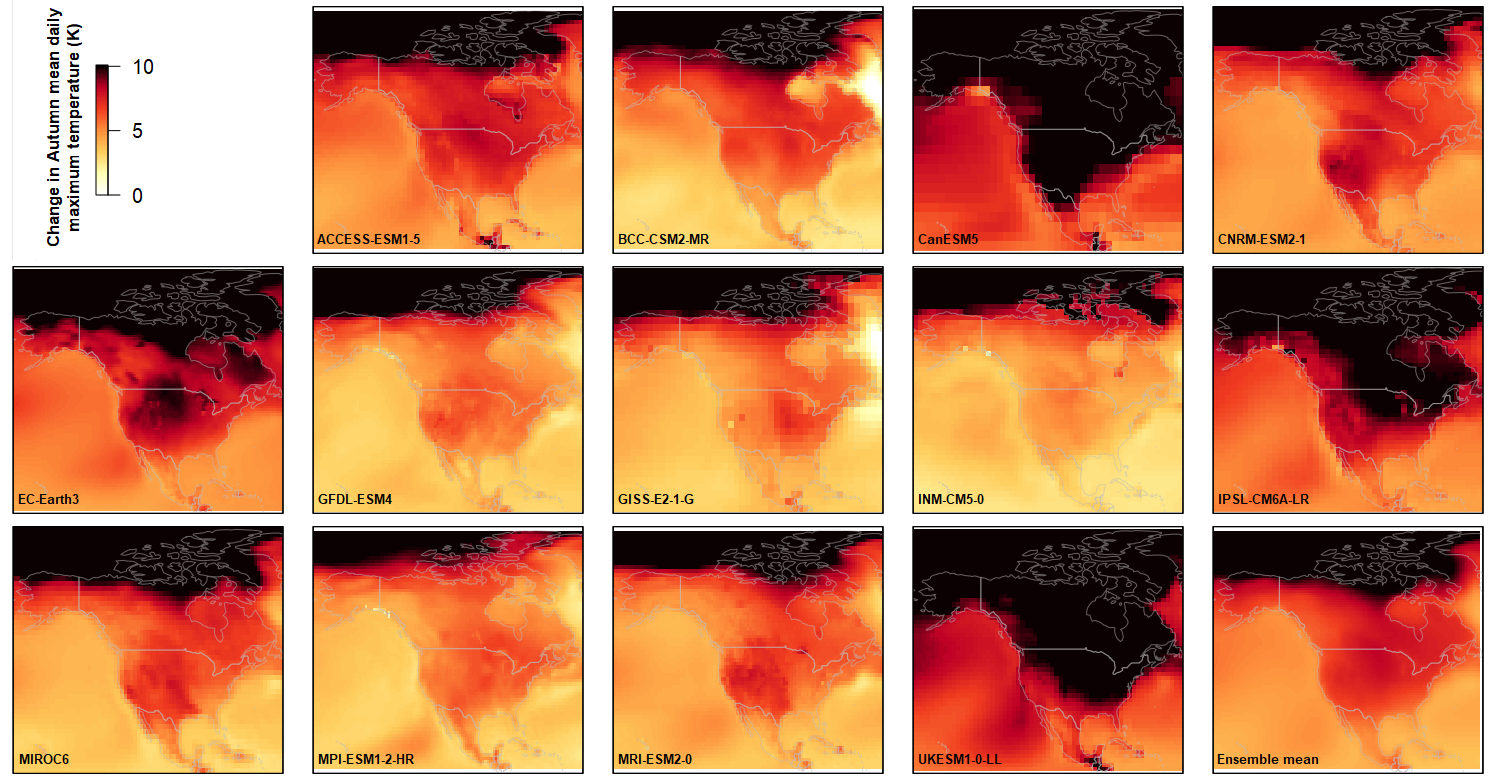 Change in Autumn mean daily
maximum temperature (K)
10
5
0
ACCESS-ESM1-5
BCC-CSM2-MR
CanESM5
CNRM-ESM2-1
EC-Earth3
GFDL-ESM4
GISS-E2-1-G
INM-CM5-0
IPSL-CM6A-LR
MIROC6
MPI-ESM1-2-HR
MRI-ESM2-0
UKESM1-0-LL
Ensemble mean